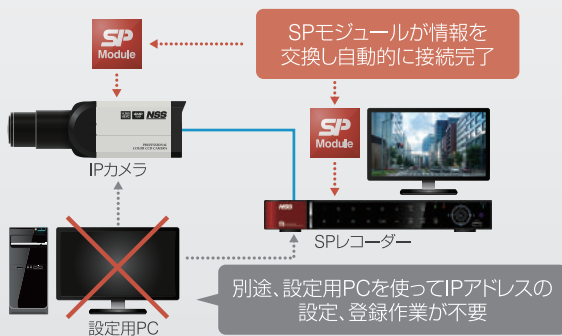 SP
Module
SPモジュールが情報を
交換し自動的に接続完了
NSS
PROFESSIONAL
IPカメラ
SP
Module
NSS
SPレコーダー
設定用PC
別途、設定用PCを使ってIPアドレスの
設定、登録作業が不要